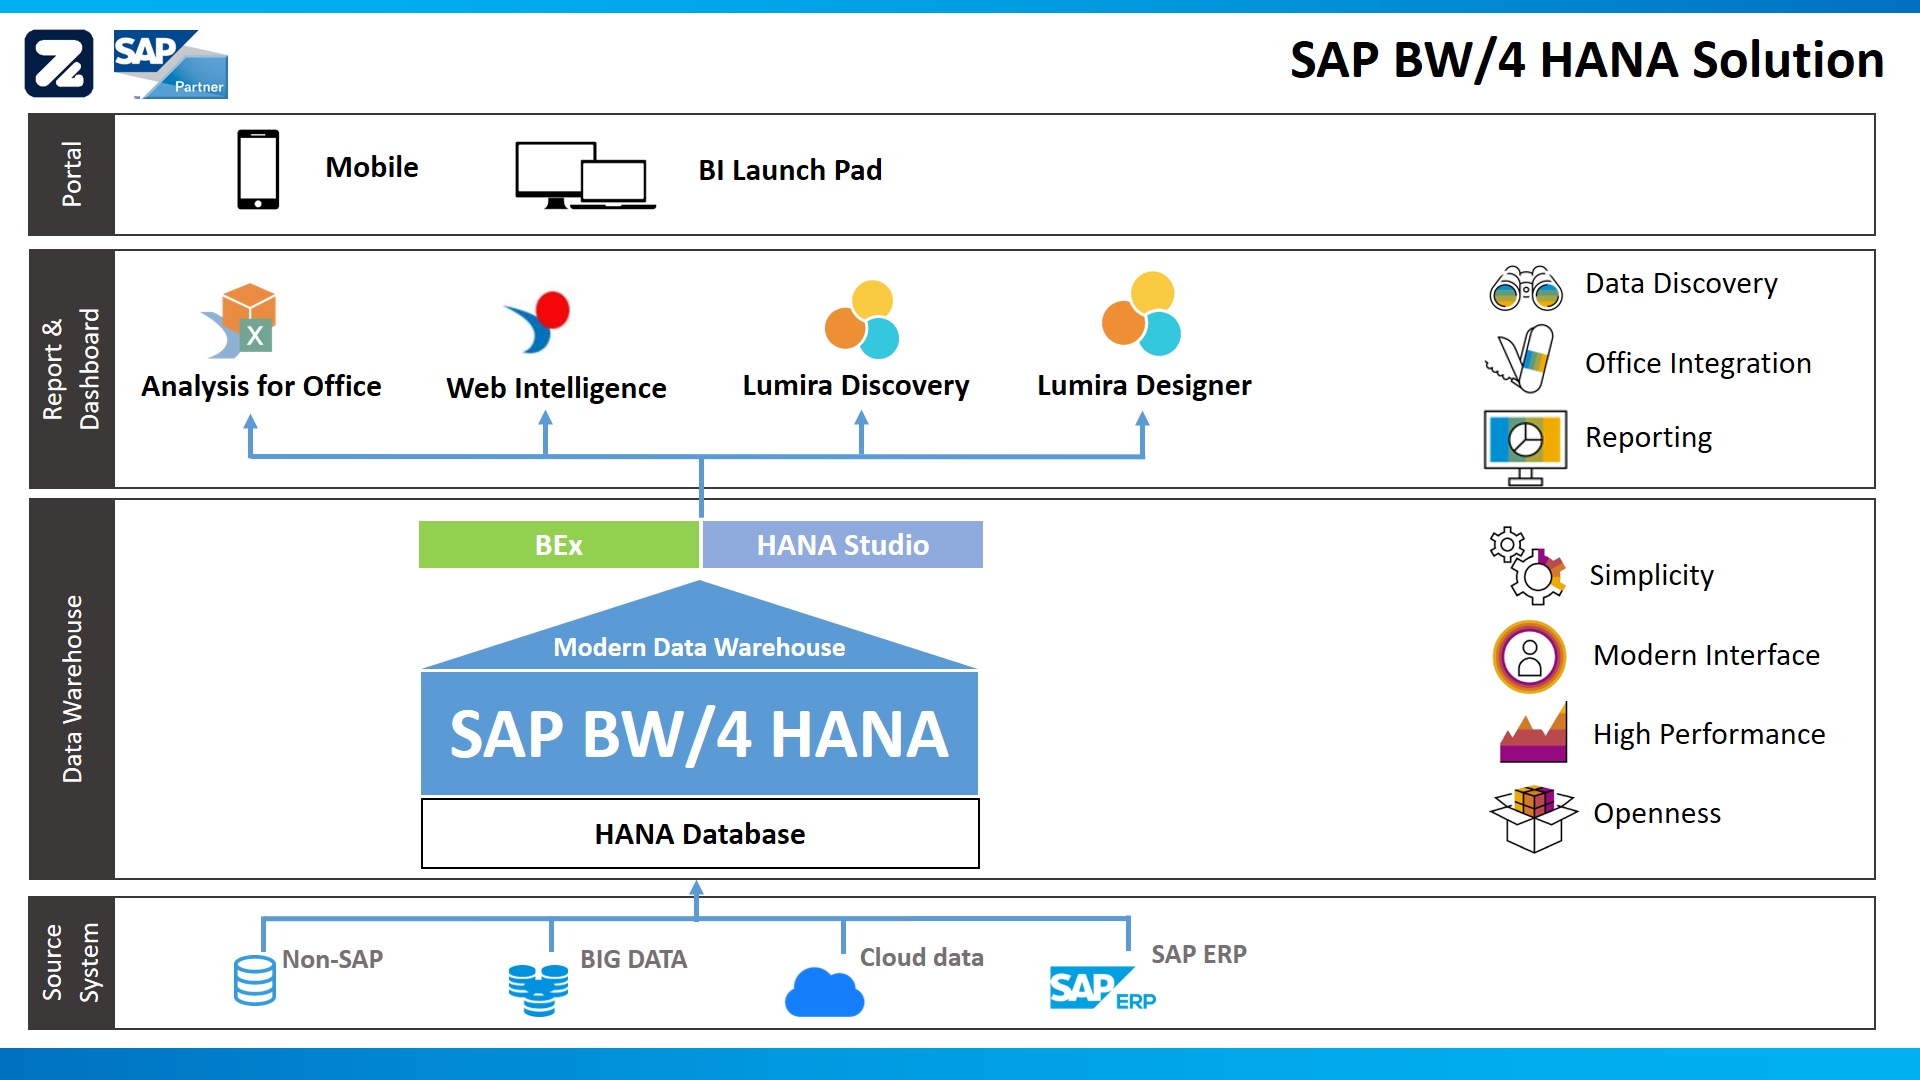 SAP
Partner
SAP BW/4 HANA Solution
Portal
Mobile
BI Launch Pad
Report &
Dashboard
X
Analysis for Office
Web Intelligence
Lumira Discovery
Lumira Designer
Data Discovery
Office Integration
Reporting
Data Warehouse
BEx
HANA Studio
Modern Data Warehouse
SAP BW/4 HANA
HANA Database
Simplicity
Modern Interface
High Performance
Openness
Source
System
Non-SAP
BIG DATA
Cloud data
SAP ERP
SAP ERP